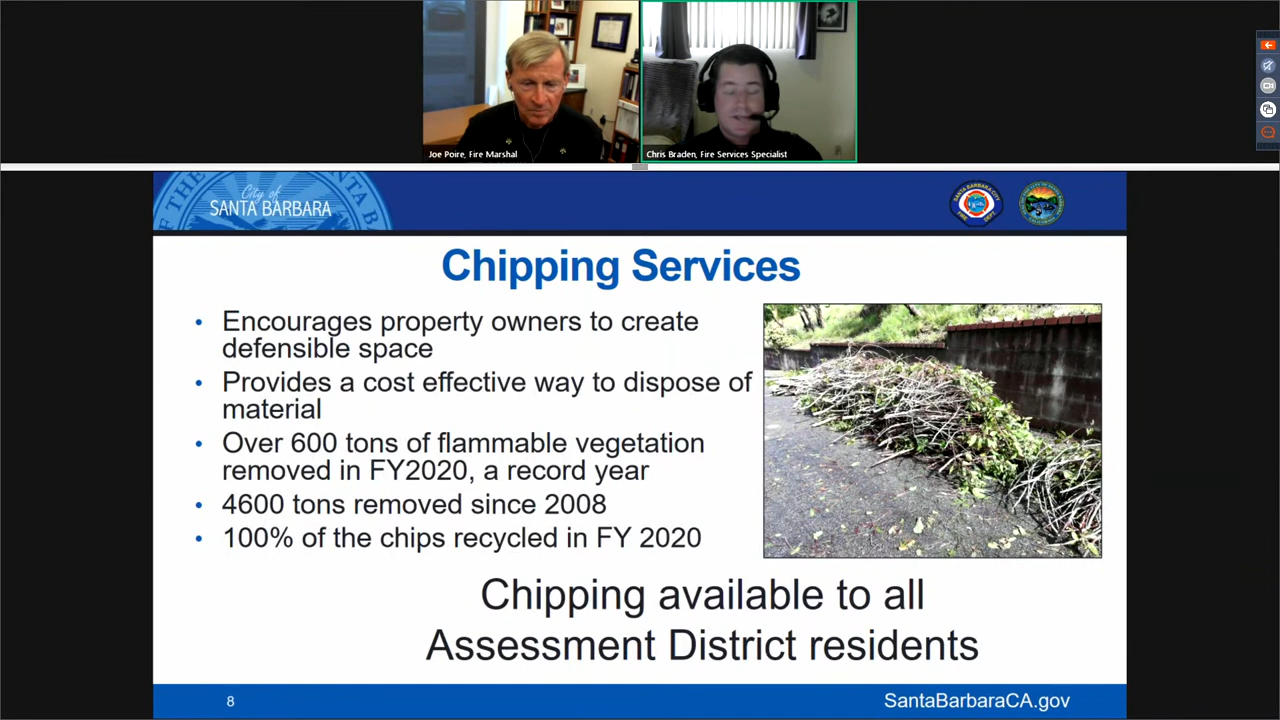 Joe Poire, Fire Marshal
Chris Braden, Fire Services Specialist
City of
SANTA BARBARA
Chipping Services
• Encourages property owners to create
defensible space
• Provides a cost effective way to dispose of
material
• Over 600 tons of flammable vegetation
removed in FY2020, a record year
• 4600 tons removed since 2008
• 100% of the chips recycled in FY 2020
Chipping available to all
Assessment District residents
8
SantaBarbaraCA.gov